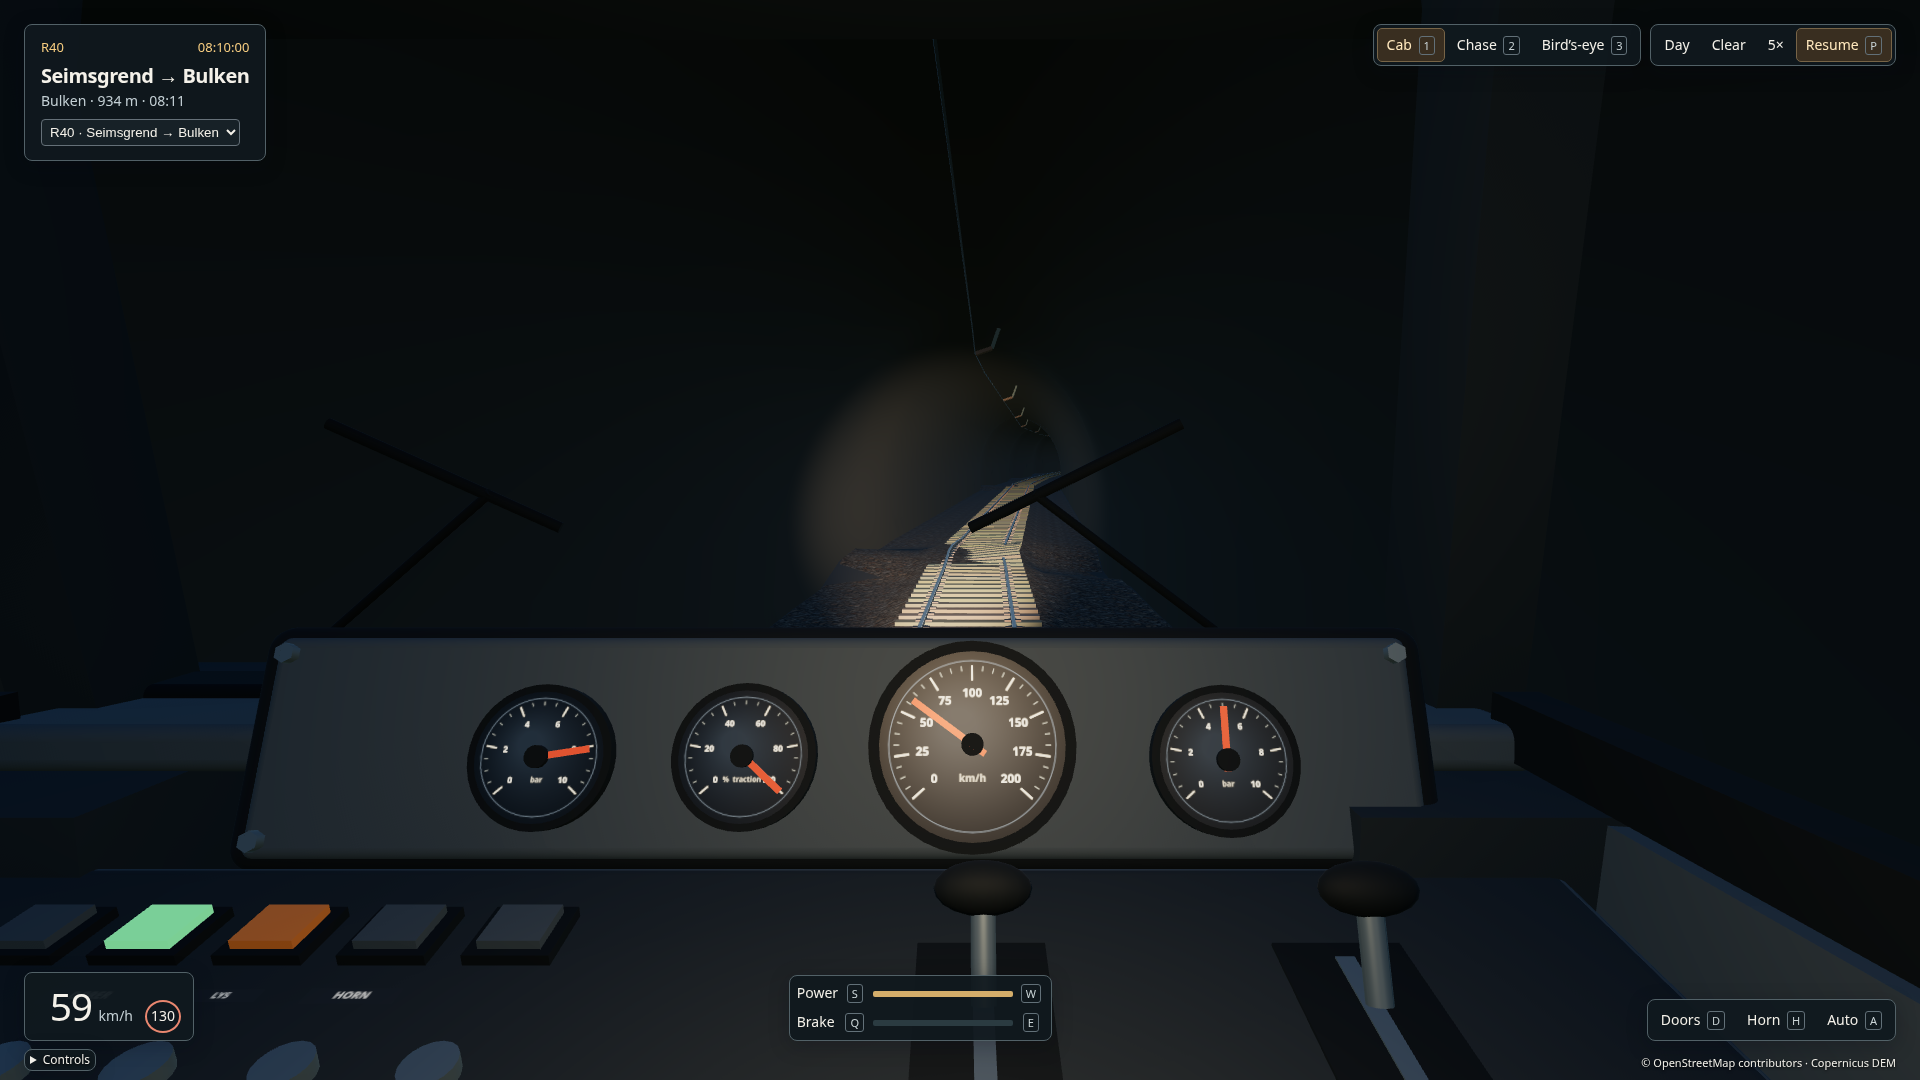 R40 08:10:00
Seimsgrend → Bulken
Bulken · 934 m · 08:11
R40 · Seimsgrend → Bulken
Cab 1 Chase 2 Bird's-eye 3
Day Clear 5× Resume P
0 2 4 6 10
bar
0 20 40 60 80
% traction
0 25 50 75 100 125 150 175 200
km/h
0 2 4 6 8 10
bar
LYS
HORN
59 km/h 130
Controls
Power S W
Brake Q E
Doors D Horn H Auto A
© OpenStreetMap contributors · Copernicus DEM